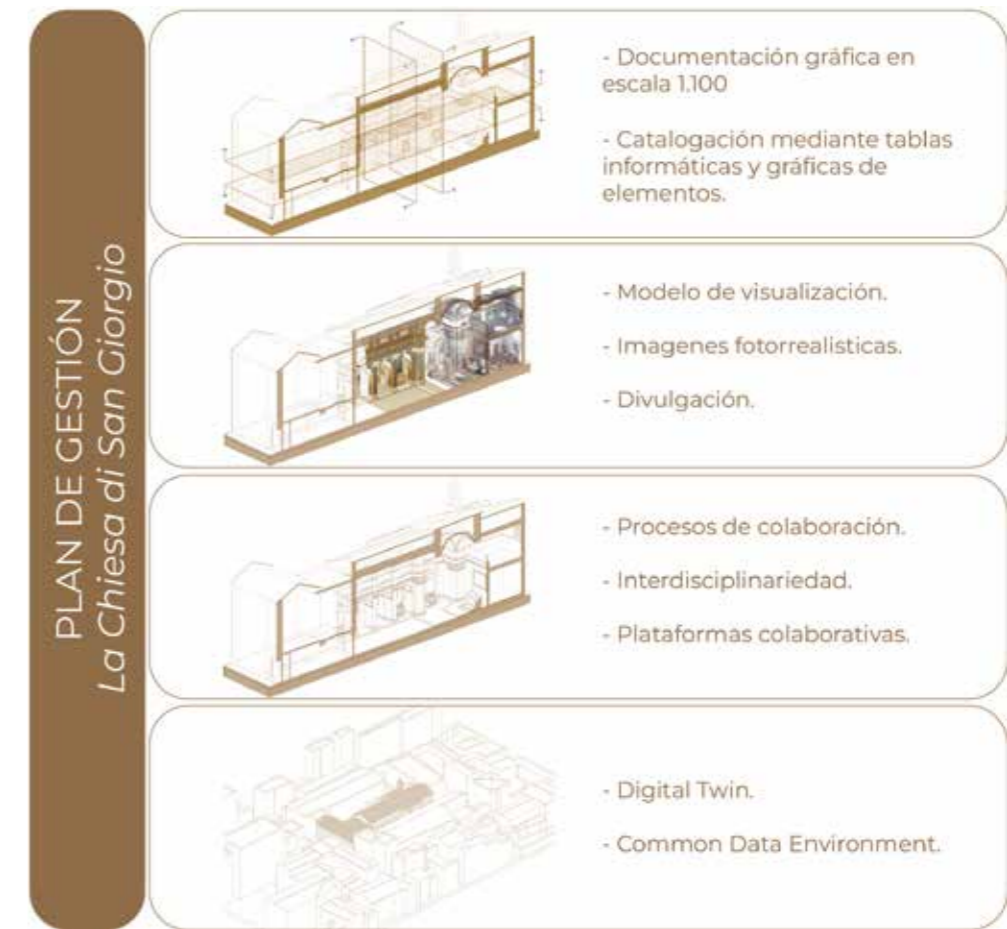 PLAN DE GESTIÓN
La Chiesa di San Giorgio
- Documentación gráfica en
escala 1.100
- Catalogación mediante tablas
informáticas y gráficas de
elementos.
- Modelo de visualización.
- Imagenes fotorrealisticas.
- Divulgación.
- Procesos de colaboración.
- Interdisciplinariedad.
- Plataformas colaborativas.
- Digital Twin.
- Common Data Environment.